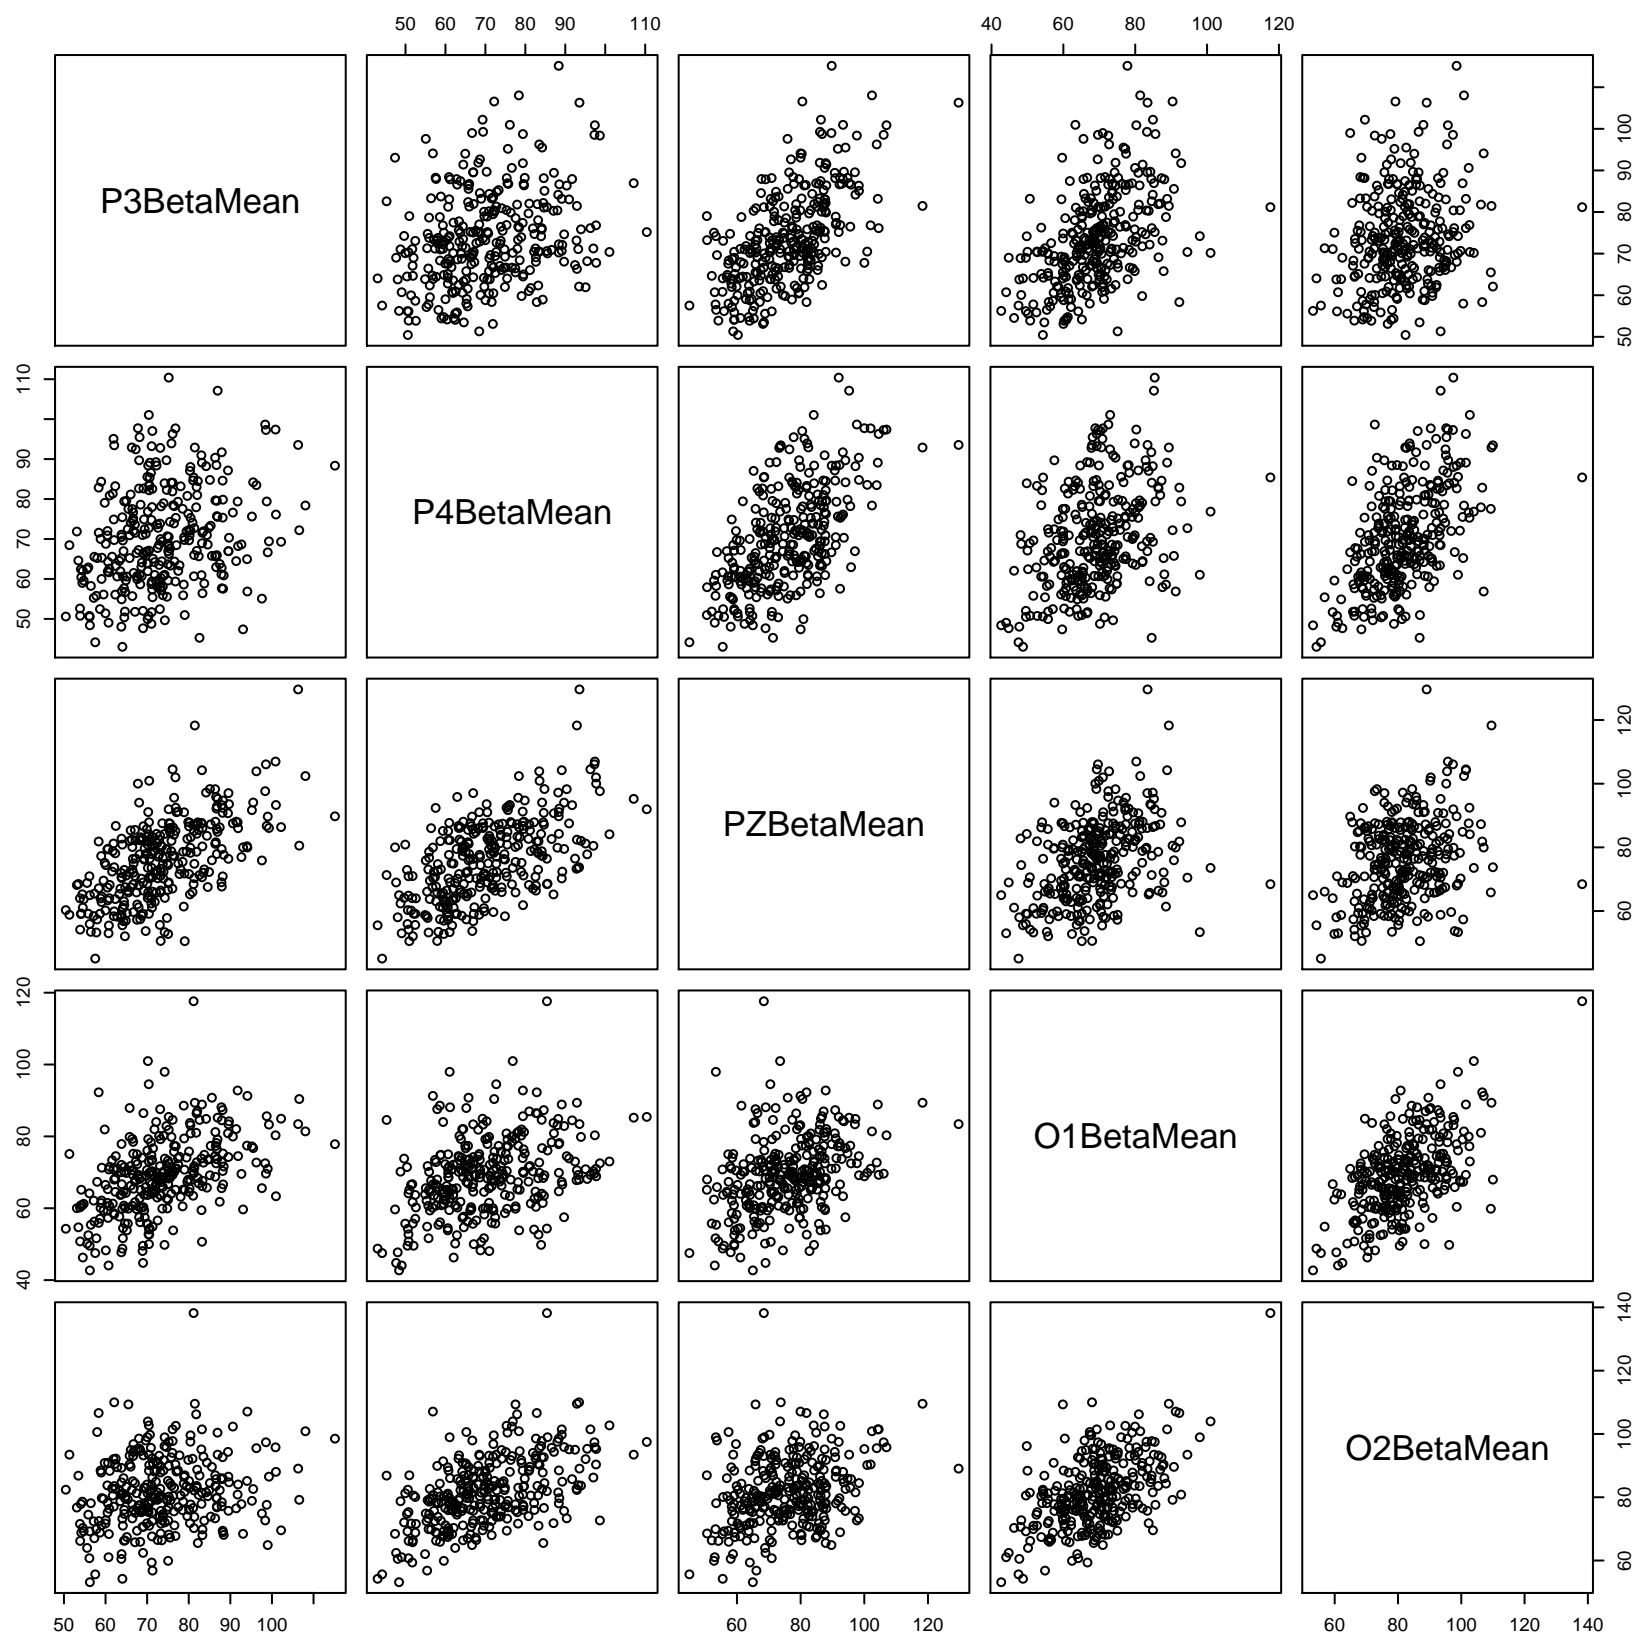 50 60 70 80 90 110
40 60 80 100 120
P3BetaMean
50 60 70 80 90 100
50 70 80 90 110
P4BetaMean
PZBetaMean
60 80 100 120
40 60 80 100 120
O1BetaMean
O2BetaMean
60 80 100 120 140
50 60 70 80 90 100
60 80 100 120
60 80 100 120 140